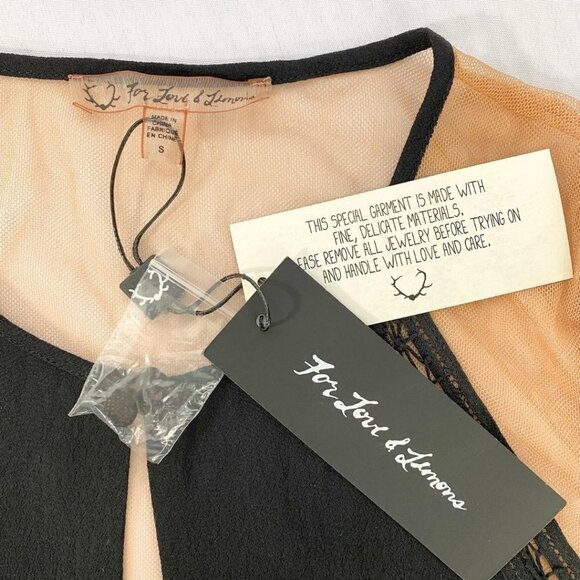 For Love & Lemons
MADE IN
CHINA
FABRIQUE
EN CHINE
S
THIS SPECIAL GARMENT IS MADE WITH
FINE, DELICATE MATERIALS.
EASE REMOVE ALL JEWELRY BEFORE TRYING ON
AND HANDLE WITH LOVE AND CARE.
For Love & Lemons